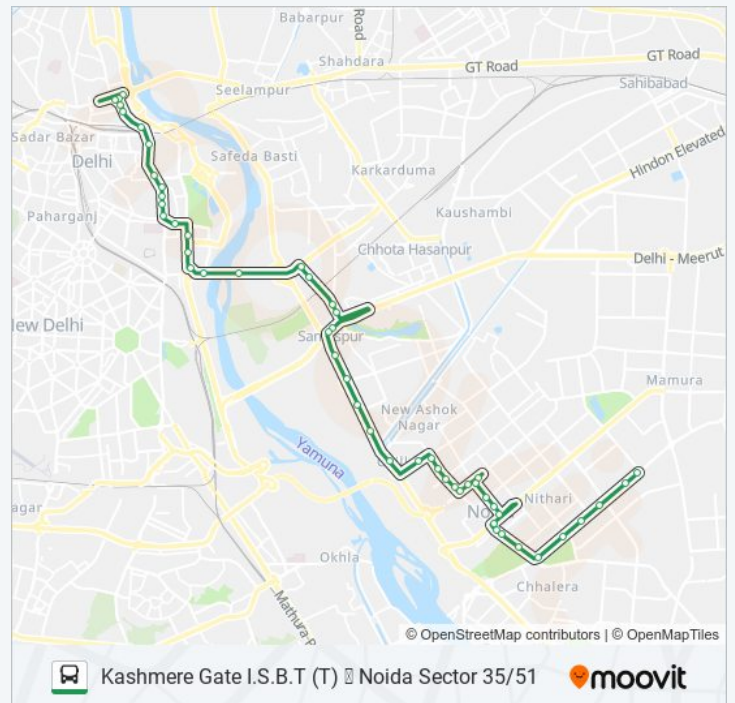 Babarpur
Road
Shahdara
GT Road
GT Road
Seelampur
Sahibabad
Sadar Bazar
Delhi
Safeda Basti
Hindon Elevated
Karkarduma
Paharganj
Kaushambi
Chhota Hasanpur
Delhi - Meerut
New Delhi
Mamura
New Ashok
Nagar
Yamuna
Nithari
agar
Okhla
Chhalera
Mathura-R
© OpenStreetMap contributors | © OpenMapTiles
Kashmere Gate I.S.B.T (T) Noida Sector 35/51
moovit